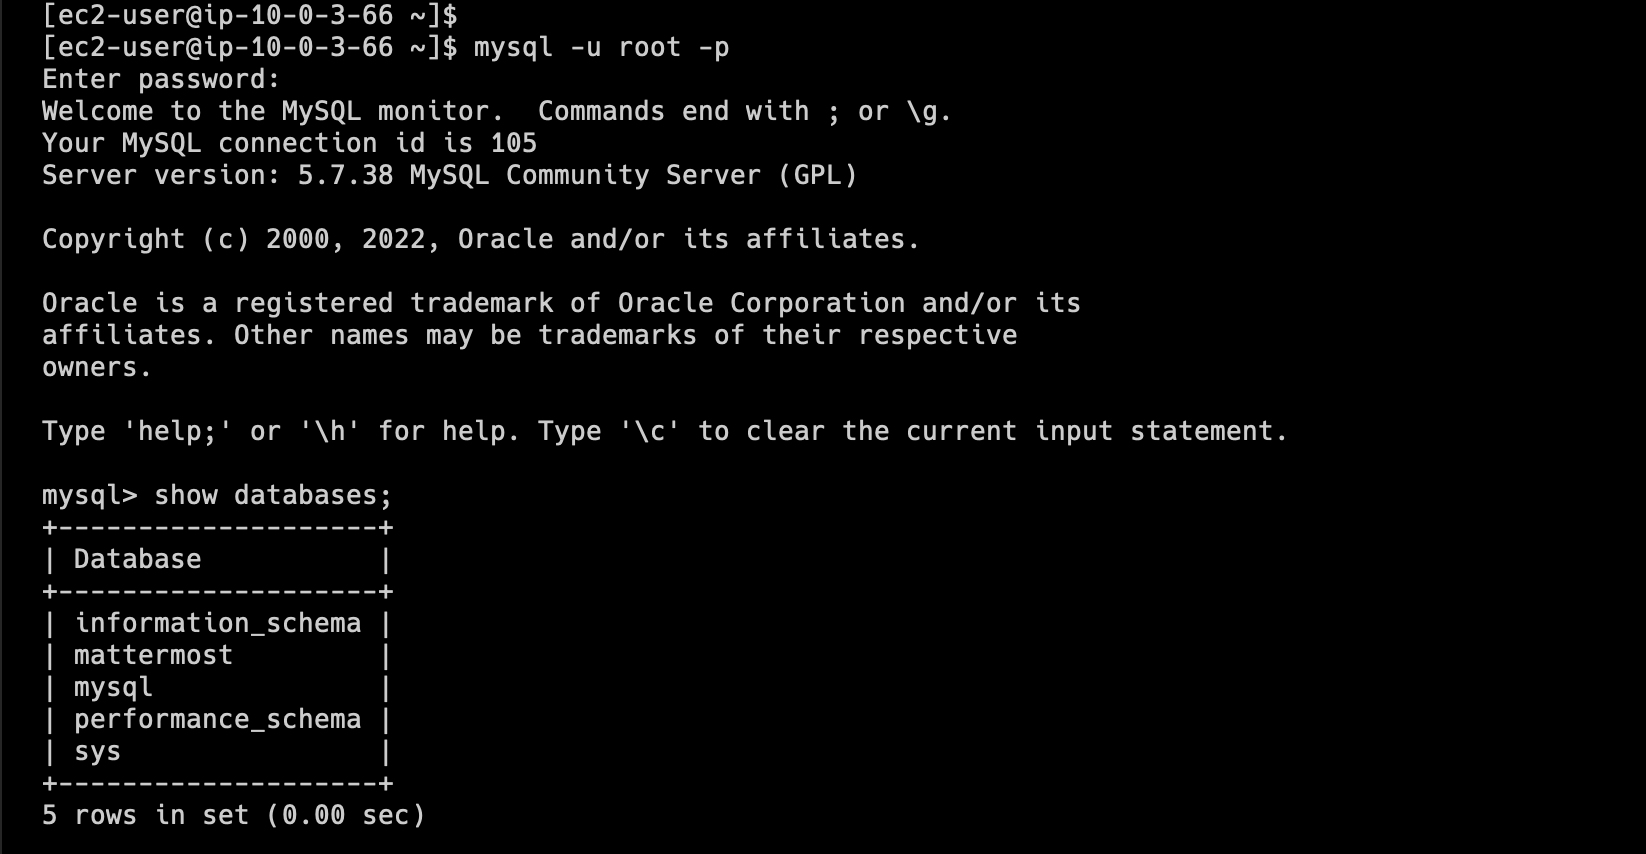 [ec2-user@ip-10-0-3-66 ~]$
[ec2-user@ip-10-0-3-66 ~]$ mysql -u root -p
Enter password:
Welcome to the MySQL monitor.  Commands end with ; or \g.
Your MySQL connection id is 105
Server version: 5.7.38 MySQL Community Server (GPL)

Copyright (c) 2000, 2022, Oracle and/or its affiliates.

Oracle is a registered trademark of Oracle Corporation and/or its
affiliates. Other names may be trademarks of their respective
owners.

Type 'help;' or '\h' for help. Type '\c' to clear the current input statement.

mysql> show databases;
+--------------------+
| Database           |
+--------------------+
| information_schema |
| mattermost         |
| mysql              |
| performance_schema |
| sys                |
+--------------------+
5 rows in set (0.00 sec)